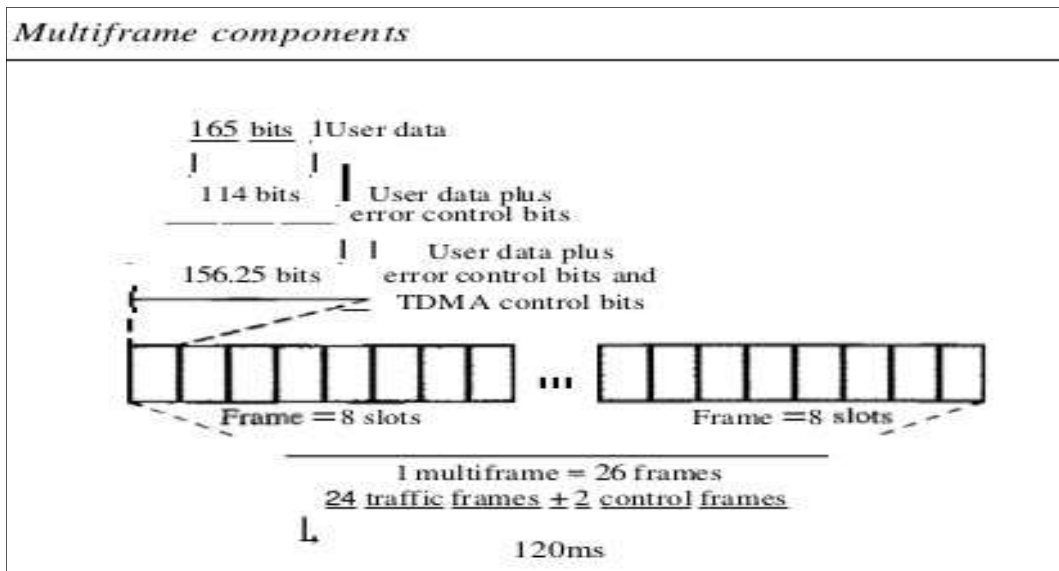 Multiframe components
165 bits 1User data
114 bits User data plus
error control bits
User data plus
156.25 bits error control bits and
TDMA control bits
...
Frame = 8 slots Frame = 8 slots
1 multiframe = 26 frames
24 traffic frames + 2 control frames
120ms